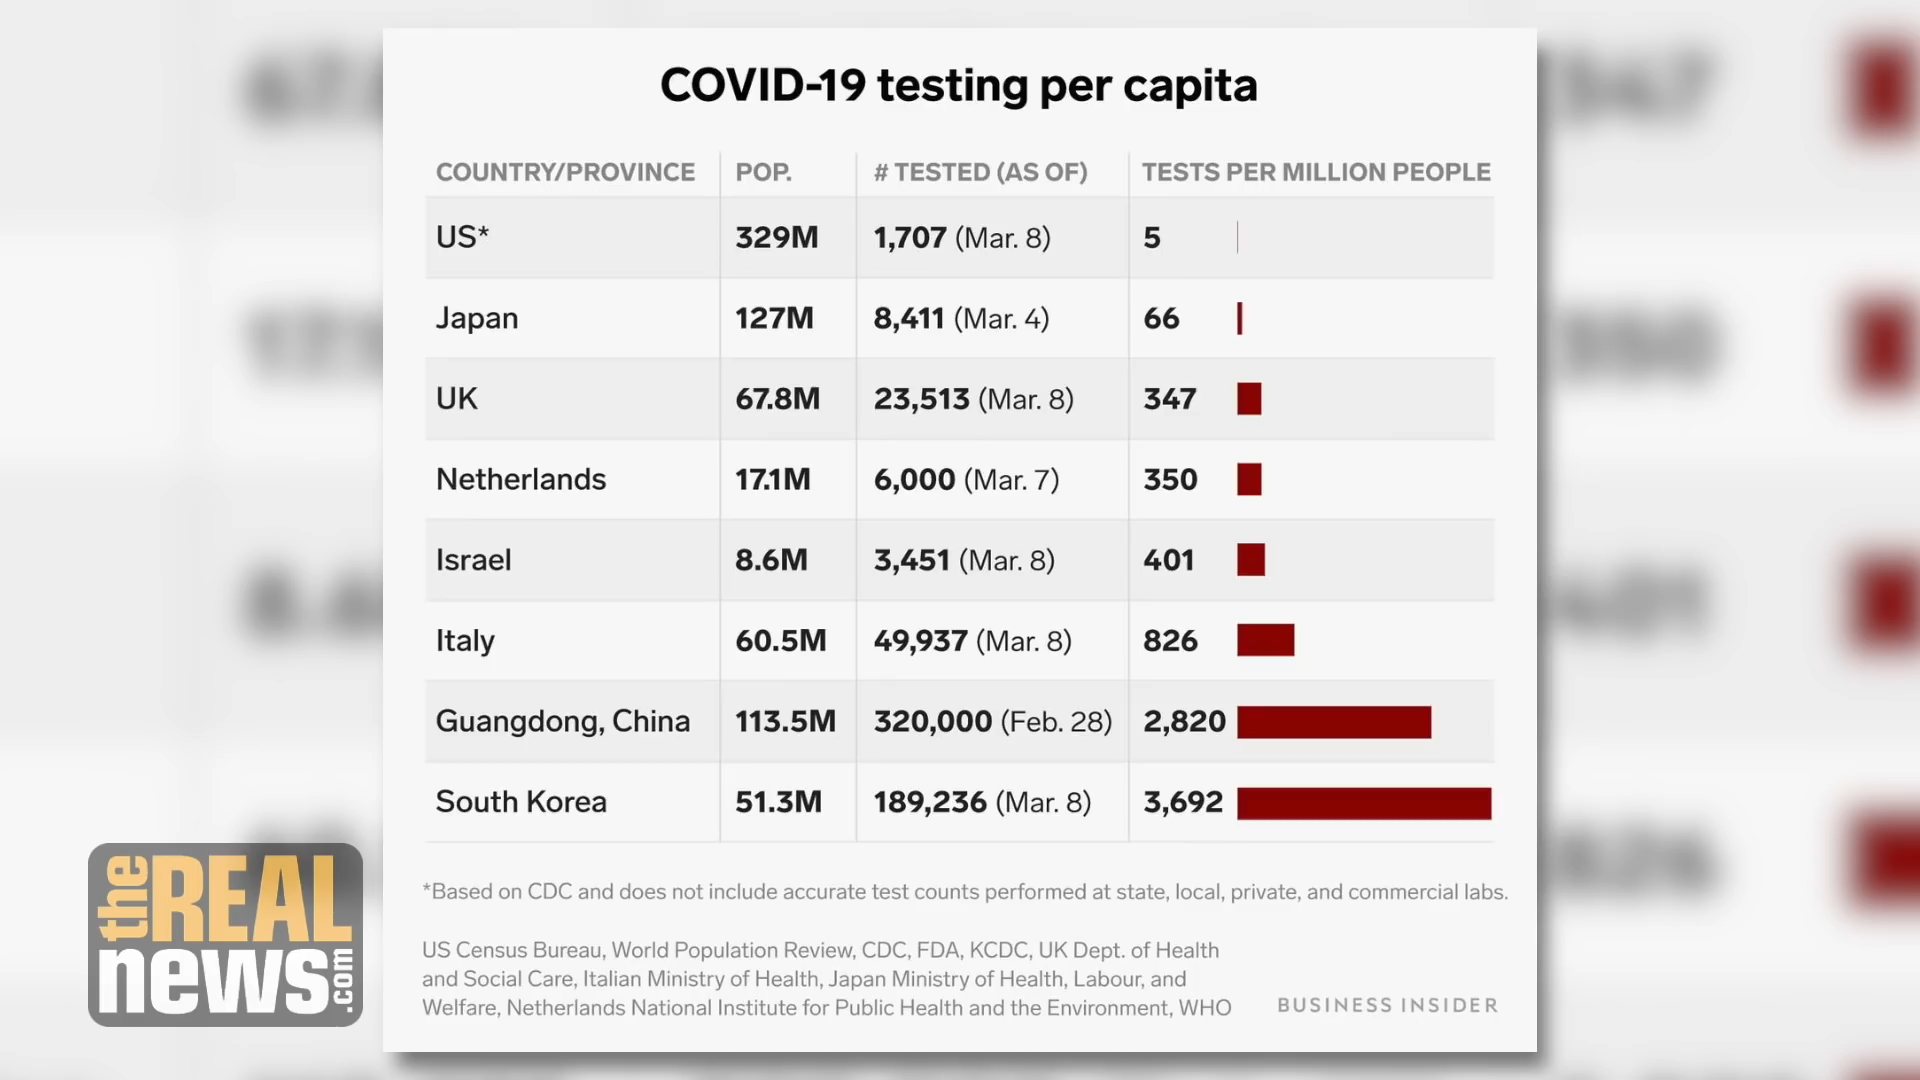 COVID-19 testing per capita
COUNTRY/PROVINCE POP. # TESTED (AS OF) TESTS PER MILLION PEOPLE
US* 329M 1,707 (Mar. 8) 5
Japan 127M 8,411 (Mar. 4) 66
UK 67.8M 23,513 (Mar. 8) 347
Netherlands 17.1M 6,000 (Mar. 7) 350
Israel 8.6M 3,451 (Mar. 8) 401
Italy 60.5M 49,937 (Mar. 8) 826
Guangdong, China 113.5M 320,000 (Feb. 28) 2,820
South Korea 51.3M 189,236 (Mar. 8) 3,692
*Based on CDC and does not include accurate test counts performed at state, local, private, and commercial labs.
US Census Bureau, World Population Review, CDC, FDA, KCDC, UK Dept. of Health
and Social Care, Italian Ministry of Health, Japan Ministry of Health, Labour, and
Welfare, Netherlands National Institute for Public Health and the Environment, WHO
BUSINESS INSIDER
the REAL
news.com
347
350
401
826